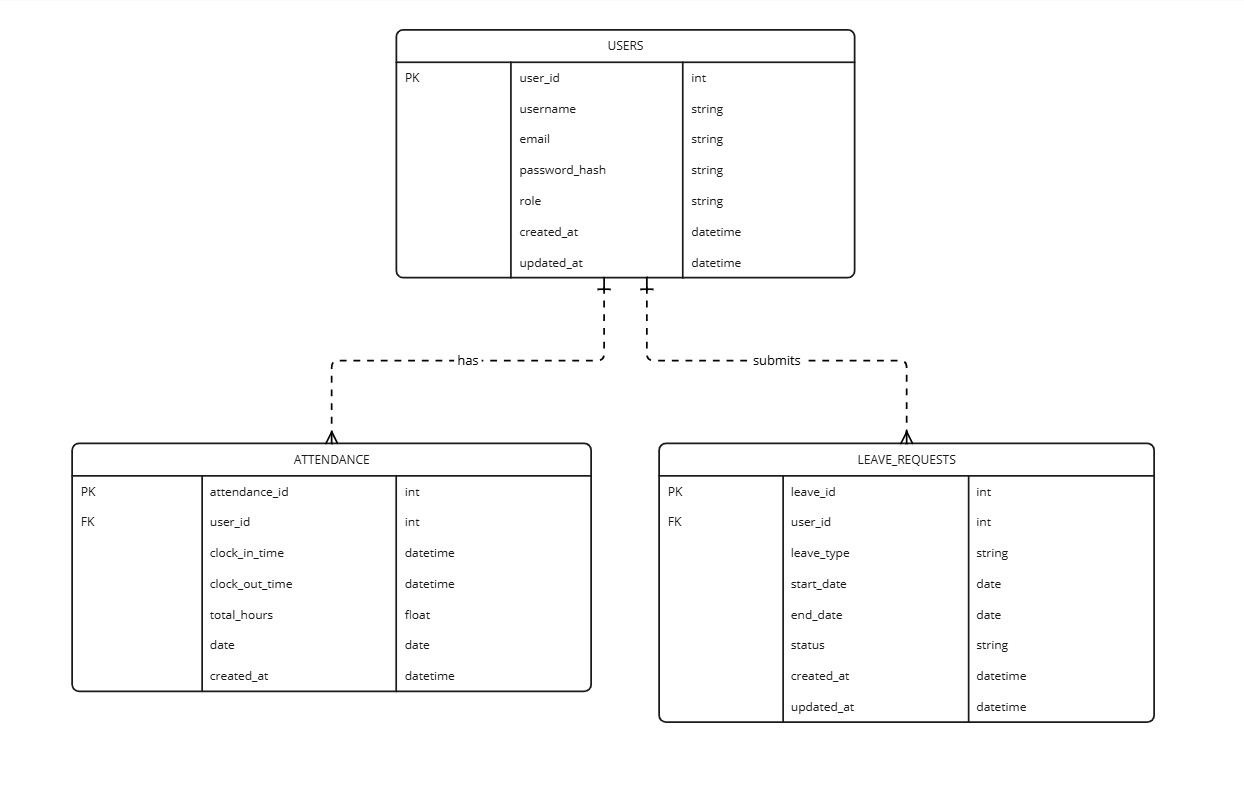 USERS
PK user_id int
username string
email string
password_hash string
role string
created_at datetime
updated_at datetime
has
submits
ATTENDANCE
PK attendance_id int
FK user_id int
clock_in_time datetime
clock_out_time datetime
total_hours float
date date
created_at datetime
LEAVE_REQUESTS
PK leave_id int
FK user_id int
leave_type string
start_date date
end_date date
status string
created_at datetime
updated_at datetime